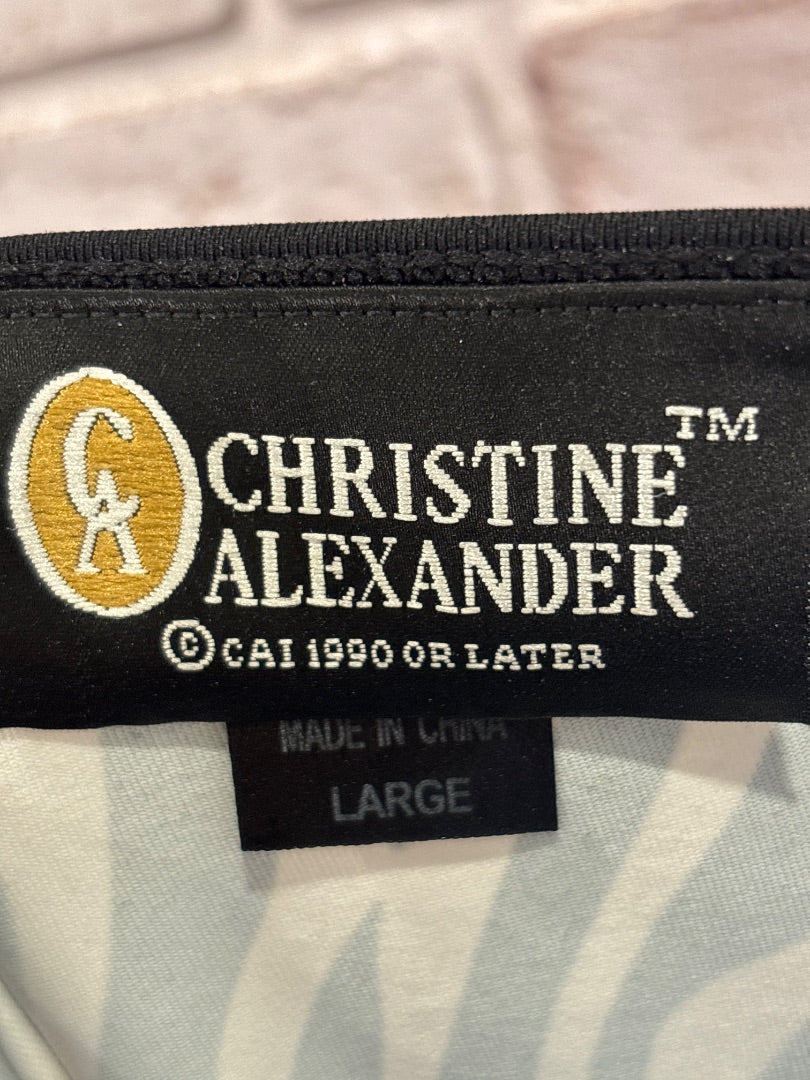 CA
CHRISTINE™
ALEXANDER
©CAI 1990 OR LATER
MADE IN CHINA
LARGE